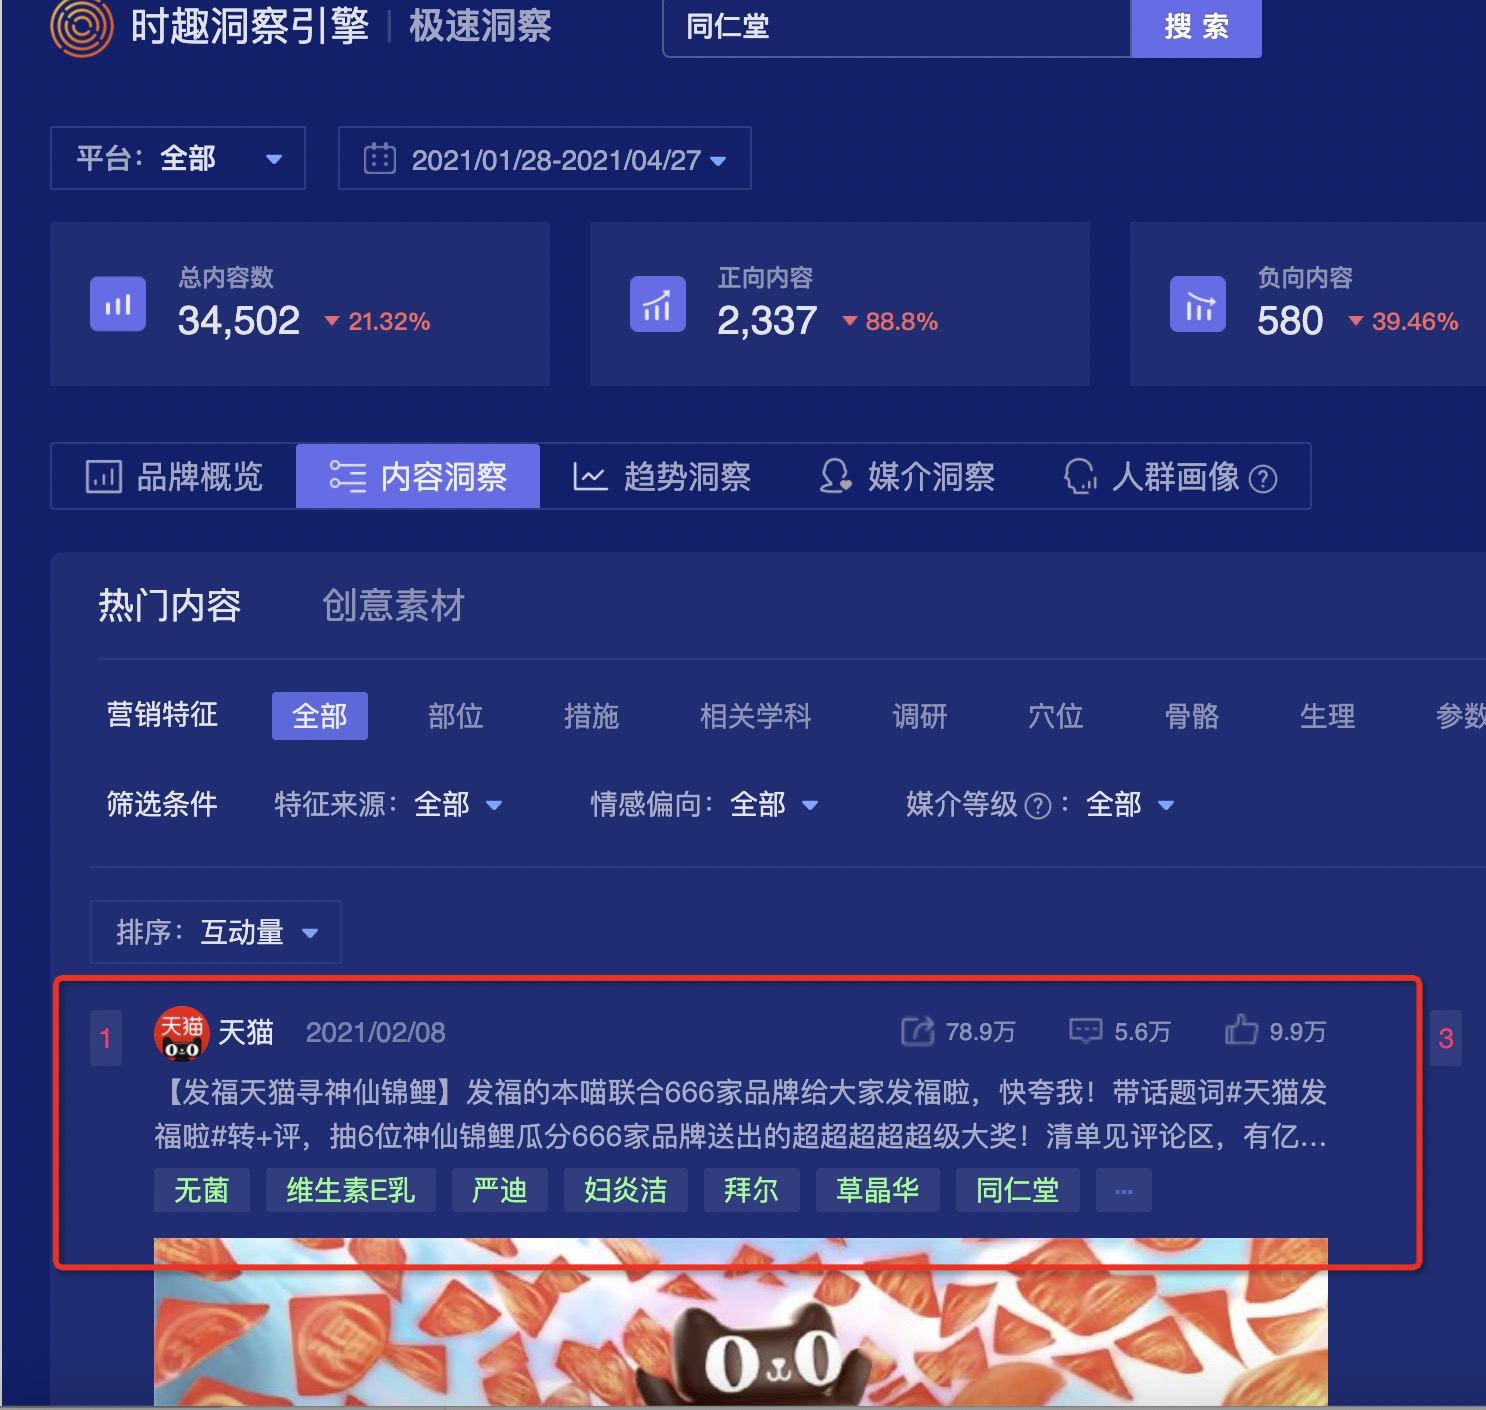 时趣洞察引擎 | 极速洞察
同仁堂
搜 索
平台：全部
2021/01/28-2021/04/27
总内容数
34,502 21.32%
正向内容
2,337 88.8%
负向内容
580 39.46%
品牌概览 内容洞察 趋势洞察 媒介洞察 人群画像 ?
热门内容 创意素材
营销特征 全部 部位 措施 相关学科 调研 穴位 骨骼 生理 参数
筛选条件 特征来源：全部 情感偏向：全部 媒介等级 ?：全部
排序：互动量
1
天猫
天猫 2021/02/08 78.9万 5.6万 9.9万
3
【发福天猫寻神仙锦鲤】发福的本喵联合666家品牌给大家发福啦，快夸我！带话题词#天猫发
福啦#转+评，抽6位神仙锦鲤瓜分666家品牌送出的超超超超超级大奖！清单见评论区，有亿...
无菌 维生素E乳 严迪 妇炎洁 拜尔 草晶华 同仁堂 ...